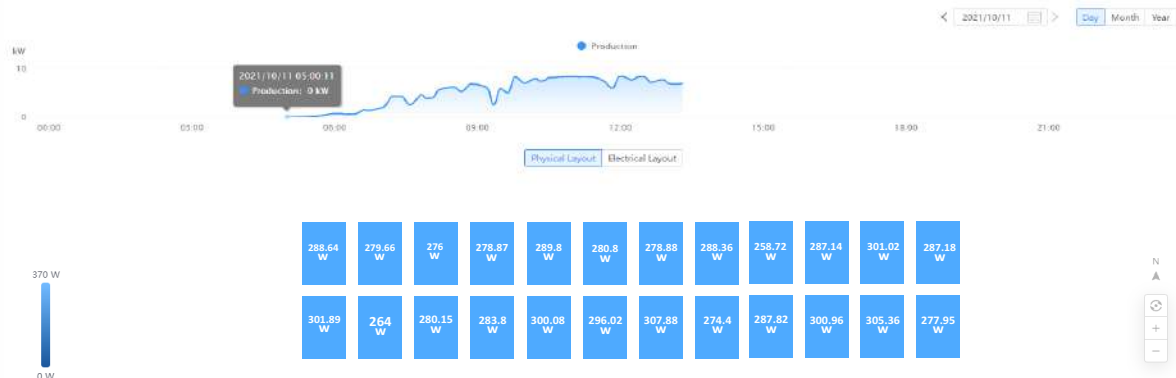 2021/10/11
Day Month Year
Production
kW
10
2021/10/11 05:00:11
Production: 0 kW
0
00:00 03:00 06:00 09:00 12:00 15:00 18:00 21:00
Physical Layout Electrical Layout
288.64 W 279.66 W 276 W 278.87 W 289.8 W 280.8 W 278.88 W 288.36 W 258.72 W 287.14 W 301.02 W 287.18 W
N
370 W
301.89 W 264 W 280.15 W 283.8 W 300.08 W 296.02 W 307.88 W 274.4 W 287.82 W 300.96 W 305.36 W 277.95 W
0 W